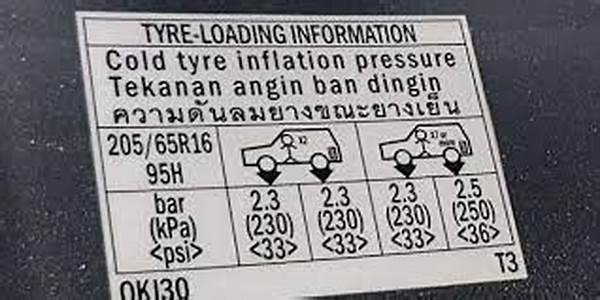 TYRE-LOADING INFORMATION
Cold tyre inflation pressure
Tekanan angin ban dingin
ความดันลมยางขณะยางเย็น
205/65R16
95H
x2
bar 2.3 2.3 2.3 2.5
(kPa) (230) (230) (230) (250)
<psi> <33> <33> <33> <36>
OKI30 T3